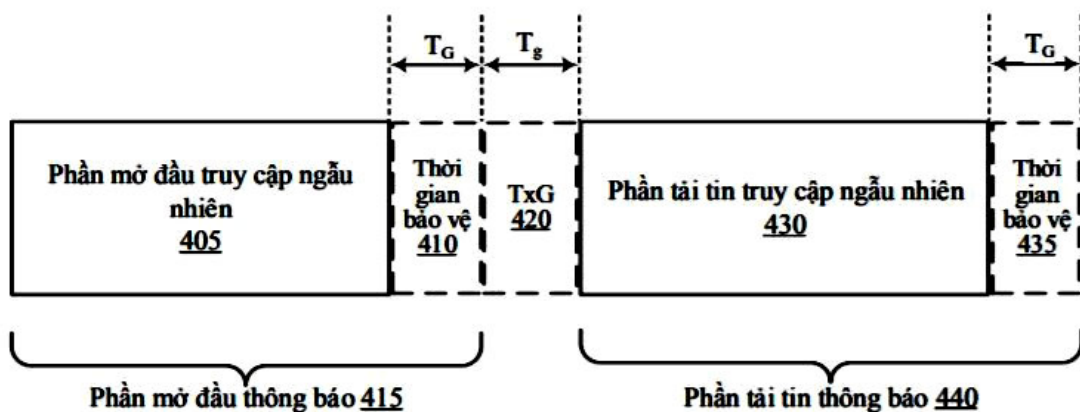 T_G T_g T_G
Phần mở đầu truy cập ngẫu
nhiên
405
Thời
gian
bảo vệ
410
TxG
420
Phần tải tin truy cập ngẫu nhiên
430
Thời
gian
bảo vệ
435
Phần mở đầu thông báo 415
Phần tải tin thông báo 440